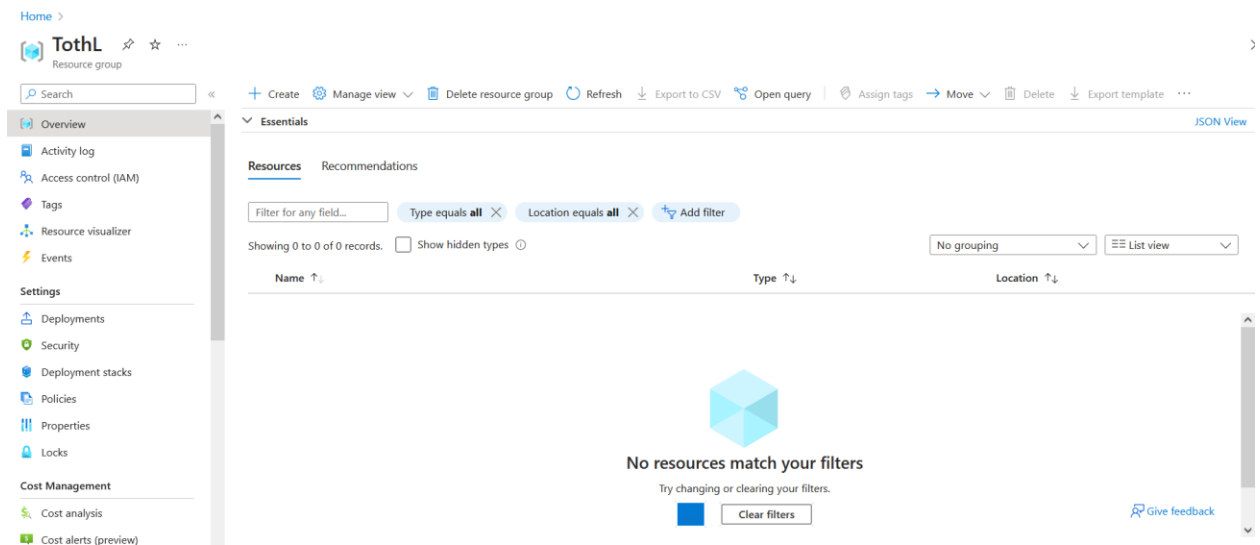 Home >
TothL ...
Resource group
Search «
+ Create Manage view Delete resource group Refresh Export to CSV Open query Assign tags Move Delete Export template ...
Overview
Essentials JSON View
Activity log
Resources Recommendations
Access control (IAM)
Tags
Filter for any field... Type equals all Location equals all Add filter
Resource visualizer
Showing 0 to 0 of 0 records. Show hidden types No grouping List view
Events
Name Type Location
Settings
Deployments
Security
Deployment stacks
Policies
Properties
Locks
No resources match your filters
Cost Management
Try changing or clearing your filters.
Cost analysis
Clear filters
Give feedback
Cost alerts (preview)